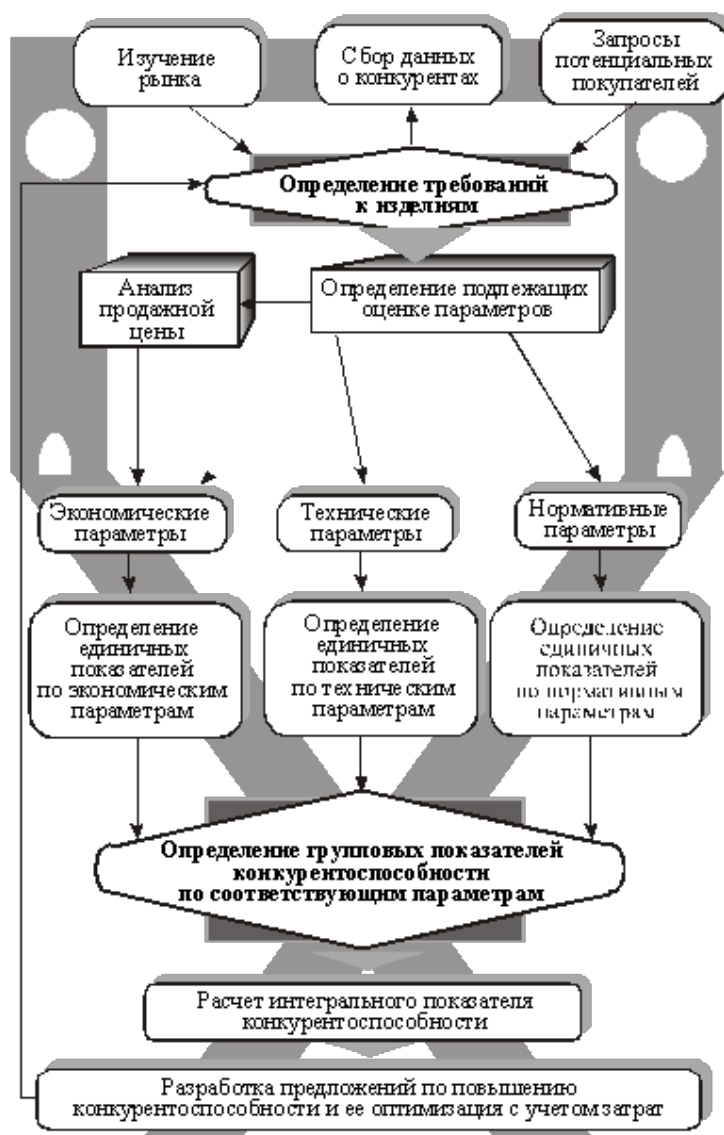 Изучение
рынка
Сбор данных
о конкурентах
Запросы
потенциальных
покупателей
Определение требований
к изделиям
Анализ
продажной
цены
Определение подлежащих
оценке параметров
Экономические
параметры
Технические
параметры
Нормативные
параметры
Определение
единичных
показателей
по экономическим
параметрам
Определение
единичных
показателей
по техническим
параметрам
Определение
единичных
показателей
по нормативным
параметрам
Определение групповых показателей
конкурентоспособности
по соответствующим параметрам
Расчет интегрального показателя
конкурентоспособности
Разработка предложений по повышению
конкурентоспособности и ее оптимизация с учетом затрат